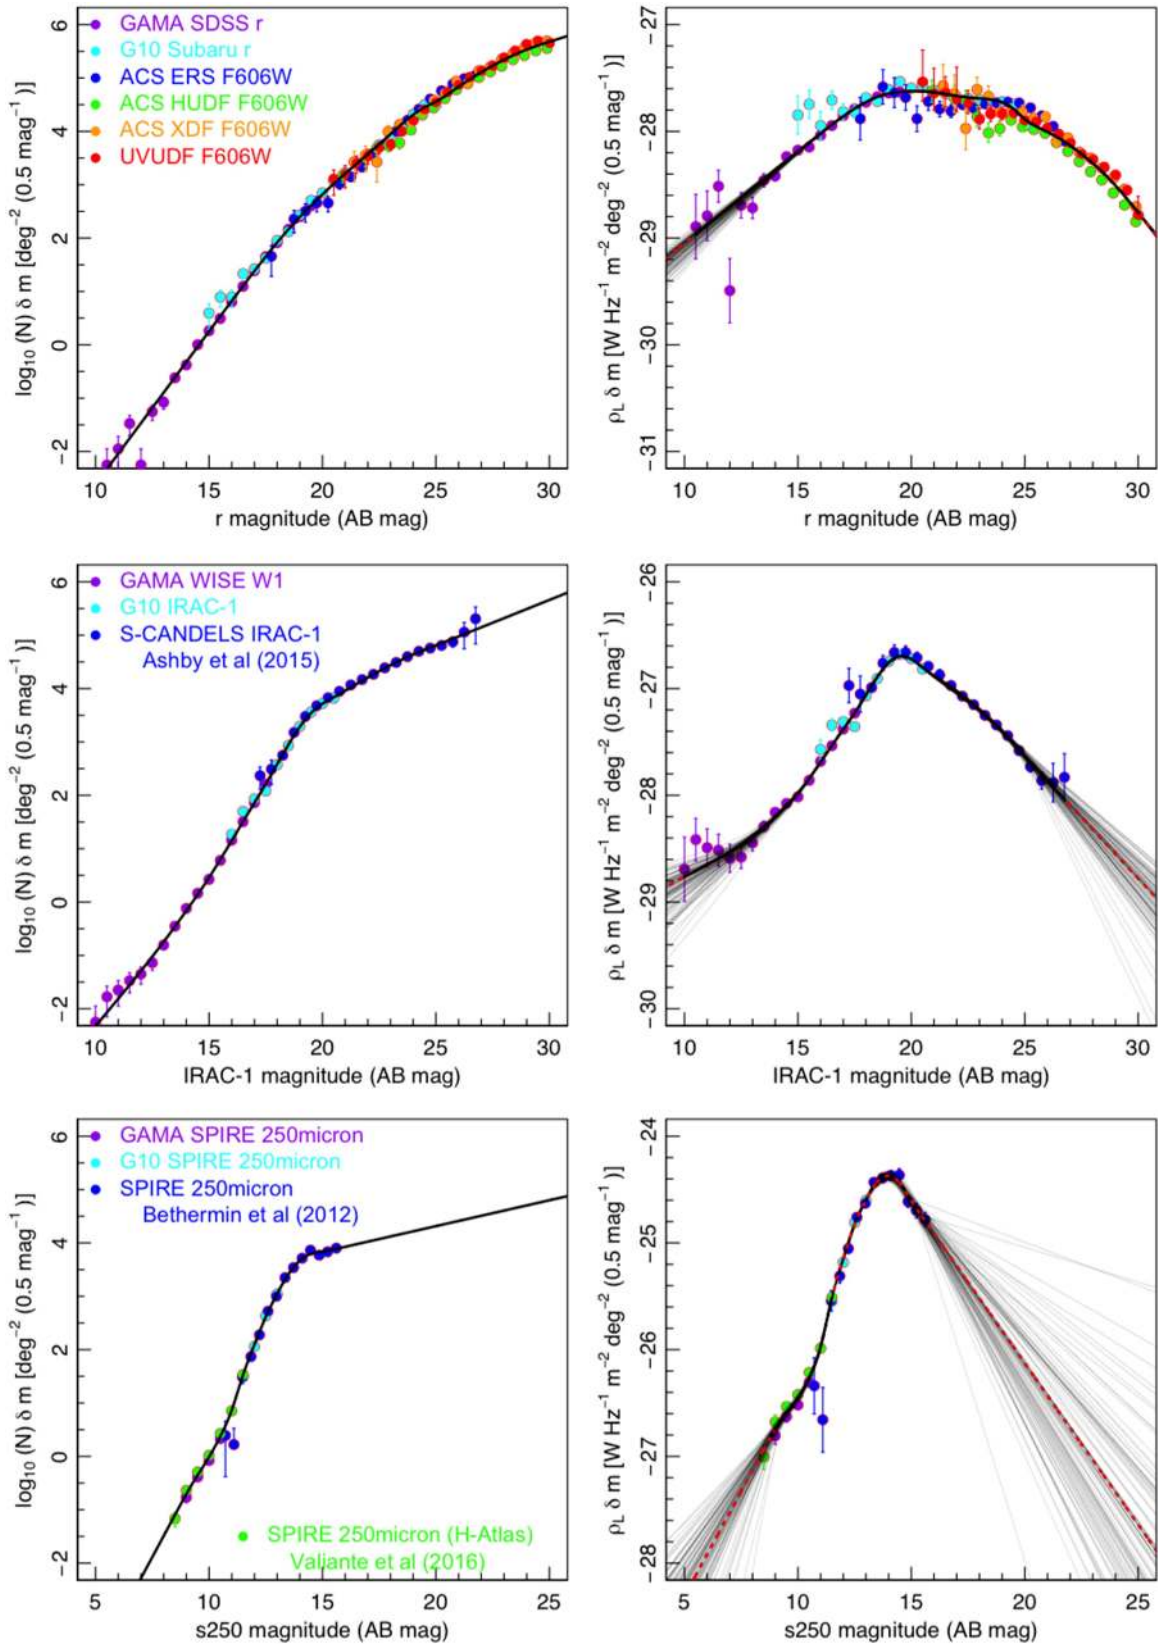 log₁₀ (N) δ m [deg⁻² (0.5 mag⁻¹ )]
6
4
2
0
−2
GAMA SDSS r
G10 Subaru r
ACS ERS F606W
ACS HUDF F606W
ACS XDF F606W
UVUDF F606W
10 15 20 25 30
r magnitude (AB mag)
ρL δ m [W Hz⁻¹ m⁻² deg⁻² (0.5 mag⁻¹ )]
−27
−28
−29
−30
−31
10 15 20 25 30
r magnitude (AB mag)
log₁₀ (N) δ m [deg⁻² (0.5 mag⁻¹ )]
6
4
2
0
−2
GAMA WISE W1
G10 IRAC-1
S-CANDELS IRAC-1
Ashby et al (2015)
10 15 20 25 30
IRAC-1 magnitude (AB mag)
ρL δ m [W Hz⁻¹ m⁻² deg⁻² (0.5 mag⁻¹ )]
−26
−27
−28
−29
−30
10 15 20 25 30
IRAC-1 magnitude (AB mag)
log₁₀ (N) δ m [deg⁻² (0.5 mag⁻¹ )]
6
4
2
0
−2
GAMA SPIRE 250micron
G10 SPIRE 250micron
SPIRE 250micron
Bethermin et al (2012)
SPIRE 250micron (H-Atlas)
Valiante et al (2016)
5 10 15 20 25
s250 magnitude (AB mag)
ρL δ m [W Hz⁻¹ m⁻² deg⁻² (0.5 mag⁻¹ )]
−24
−25
−26
−27
−28
5 10 15 20 25
s250 magnitude (AB mag)